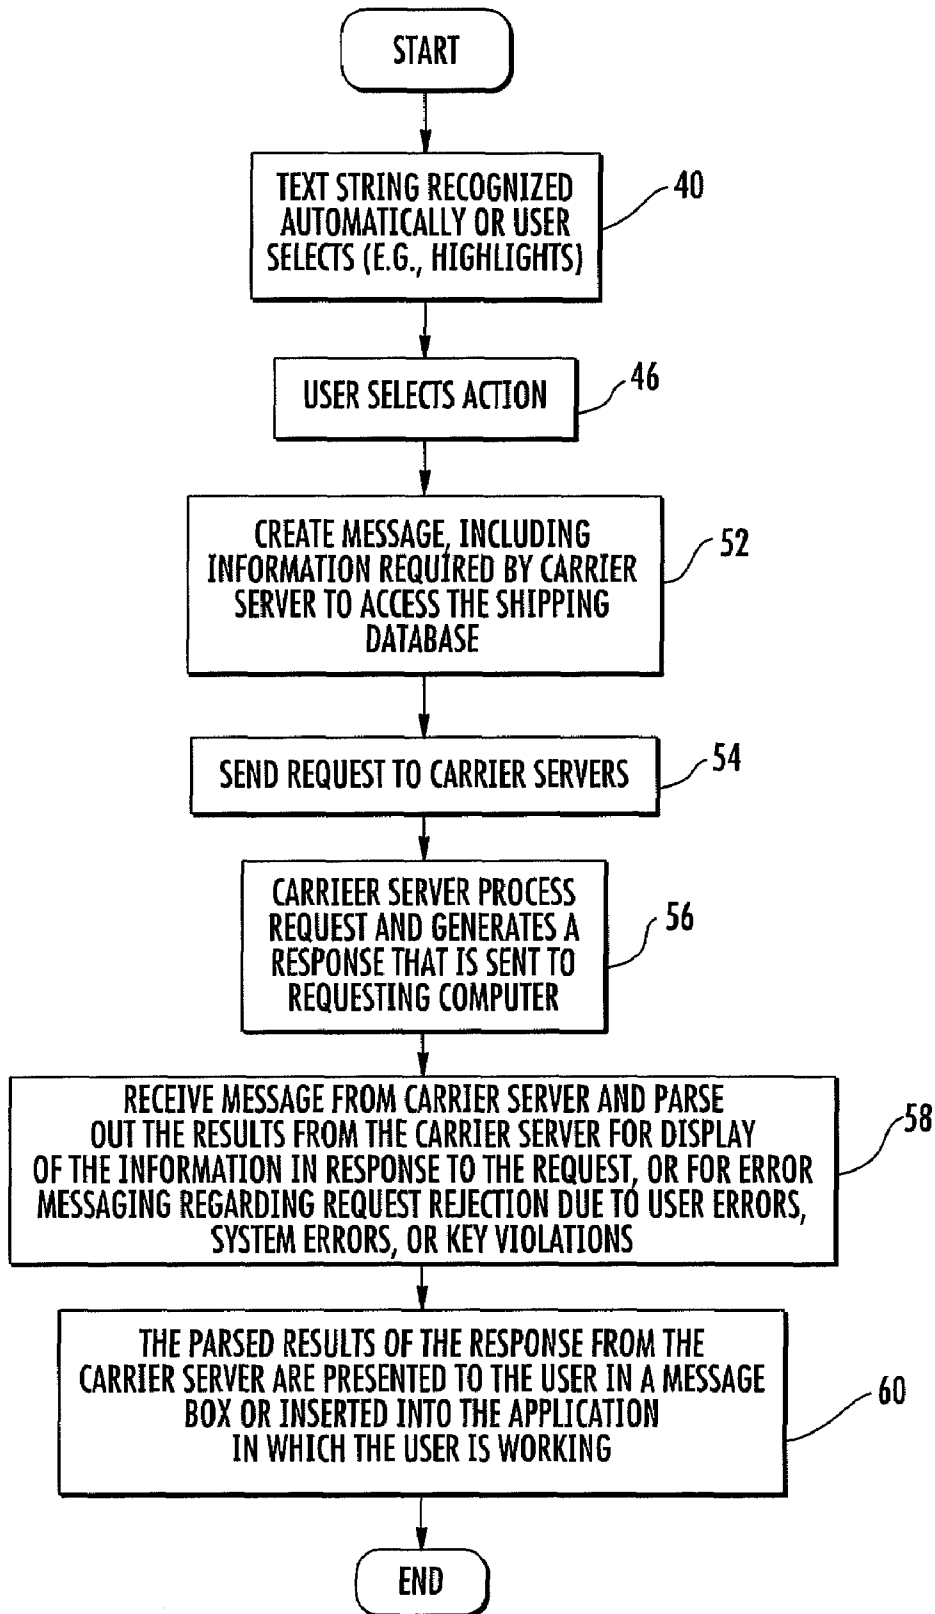 START
TEXT STRING RECOGNIZED
AUTOMATICALLY OR USER
SELECTS (E.G., HIGHLIGHTS)
40
USER SELECTS ACTION
46
CREATE MESSAGE, INCLUDING
INFORMATION REQUIRED BY CARRIER
SERVER TO ACCESS THE SHIPPING
DATABASE
52
SEND REQUEST TO CARRIER SERVERS
54
CARRIEER SERVER PROCESS
REQUEST AND GENERATES A
RESPONSE THAT IS SENT TO
REQUESTING COMPUTER
56
RECEIVE MESSAGE FROM CARRIER SERVER AND PARSE
OUT THE RESULTS FROM THE CARRIER SERVER FOR DISPLAY
OF THE INFORMATION IN RESPONSE TO THE REQUEST, OR FOR ERROR
MESSAGING REGARDING REQUEST REJECTION DUE TO USER ERRORS,
SYSTEM ERRORS, OR KEY VIOLATIONS
58
THE PARSED RESULTS OF THE RESPONSE FROM THE
CARRIER SERVER ARE PRESENTED TO THE USER IN A MESSAGE
BOX OR INSERTED INTO THE APPLICATION
IN WHICH THE USER IS WORKING
60
END